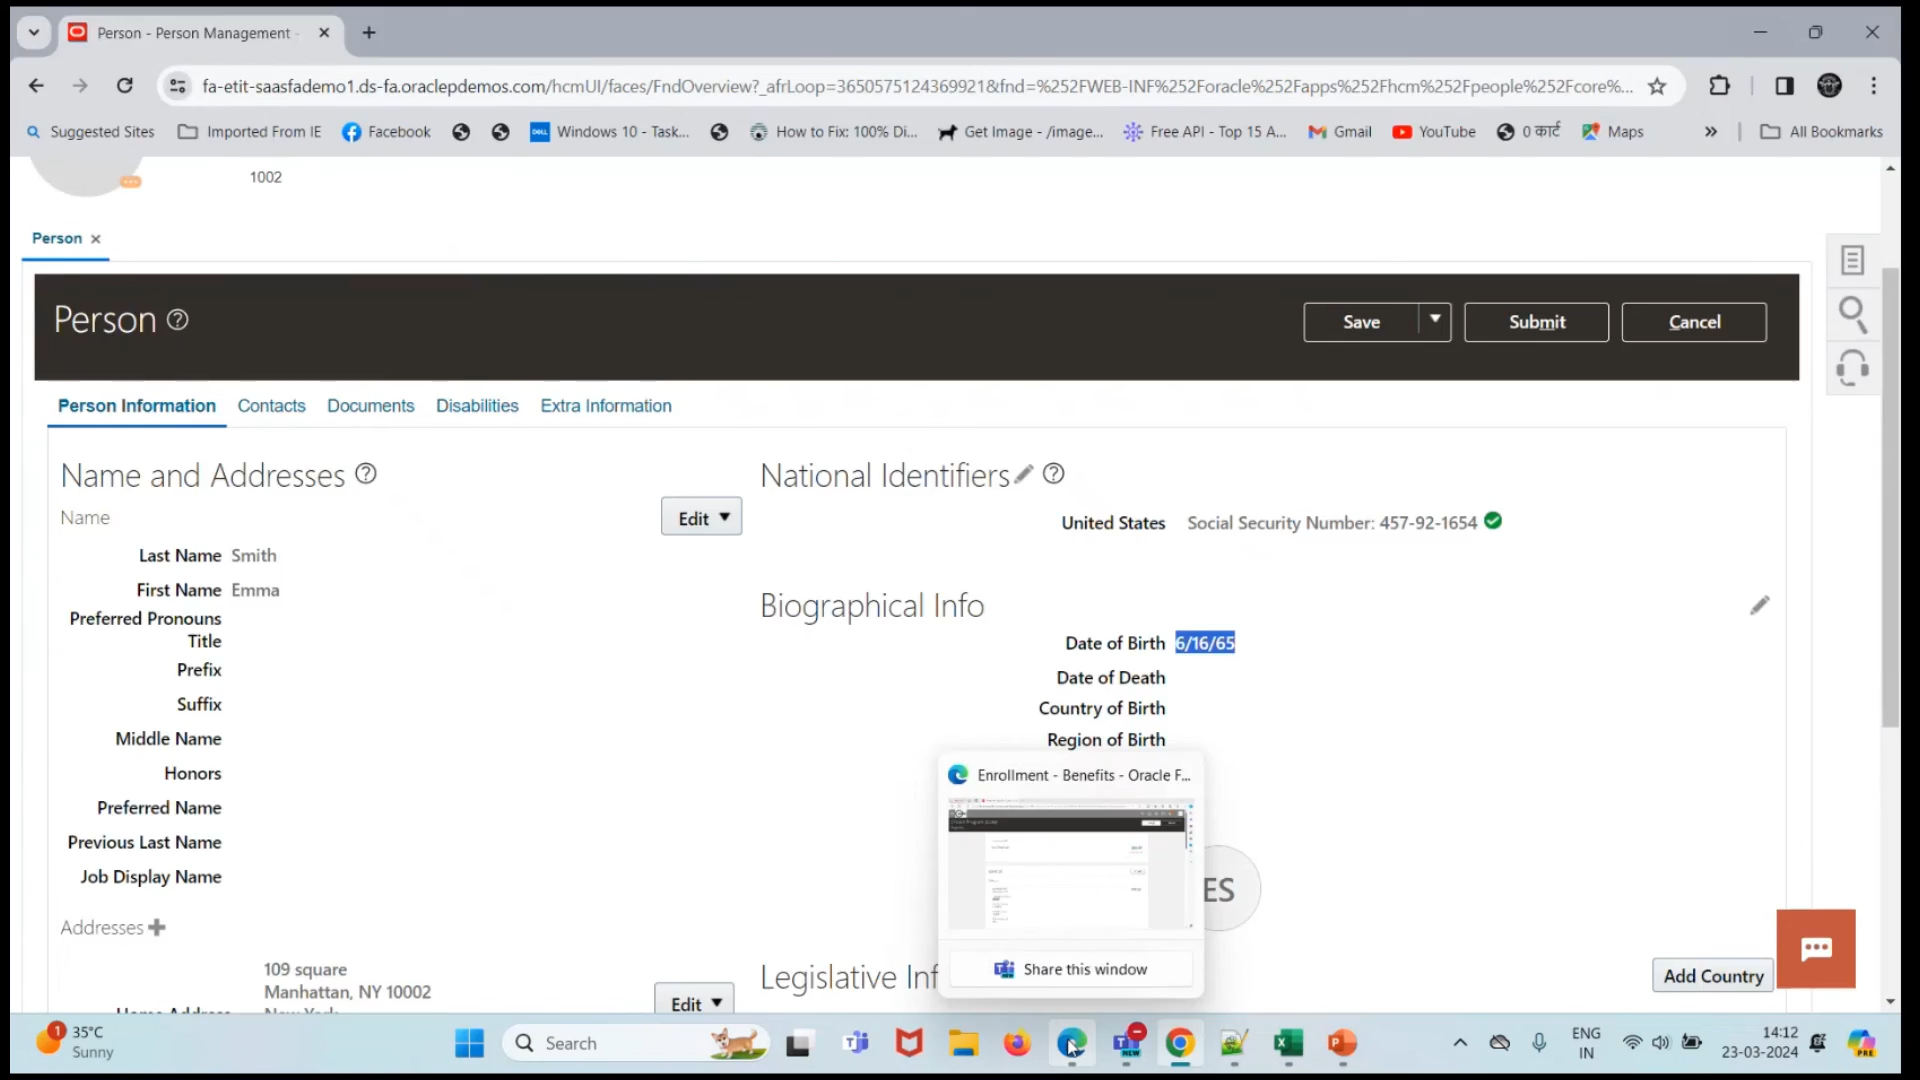 Person - Person Management -
fa-etit-saasfademo1.ds-fa.oraclepdemos.com/hcmUI/faces/FndOverview?_afrLoop=3650575124369921&fnd=%252FWEB-INF%252Foracle%252Fapps%252Fhcm%252Fpeople%252Fcore%...
Suggested Sites Imported From IE Facebook Windows 10 - Task... How to Fix: 100% Di... Get Image - /image... Free API - Top 15 A... Gmail YouTube 0 कार्ट Maps » All Bookmarks
1002
Person
Person
Save Submit Cancel
Person Information Contacts Documents Disabilities Extra Information
Name and Addresses
Name
Edit
Last Name Smith
First Name Emma
Preferred Pronouns
Title
Prefix
Suffix
Middle Name
Honors
Preferred Name
Previous Last Name
Job Display Name
Addresses
109 square
Manhattan, NY 10002
Edit
National Identifiers
United States Social Security Number: 457-92-1654
Biographical Info
Date of Birth 6/16/65
Date of Death
Country of Birth
Region of Birth
Enrollment - Benefits - Oracle F...
Share this window
ES
Legislative Inf
Add Country
1
35°C
Sunny
Search
NEW
ENG
IN
14:12
23-03-2024
PRE